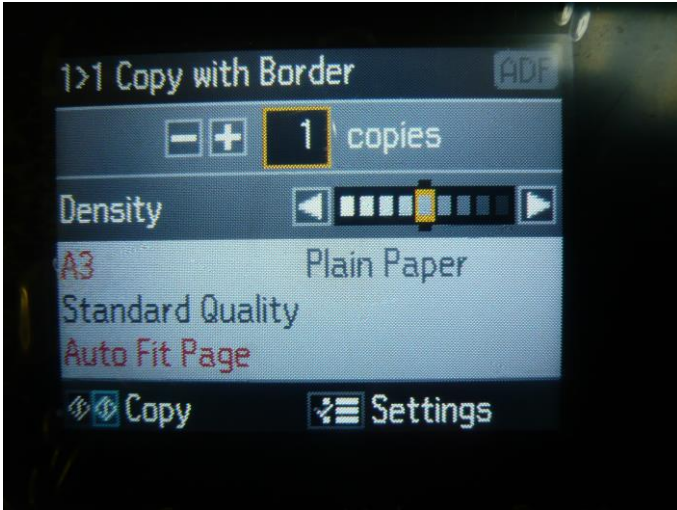 1>1 Copy with Border ADF
1 copies
Density
A3 Plain Paper
Standard Quality
Auto Fit Page
Copy Settings